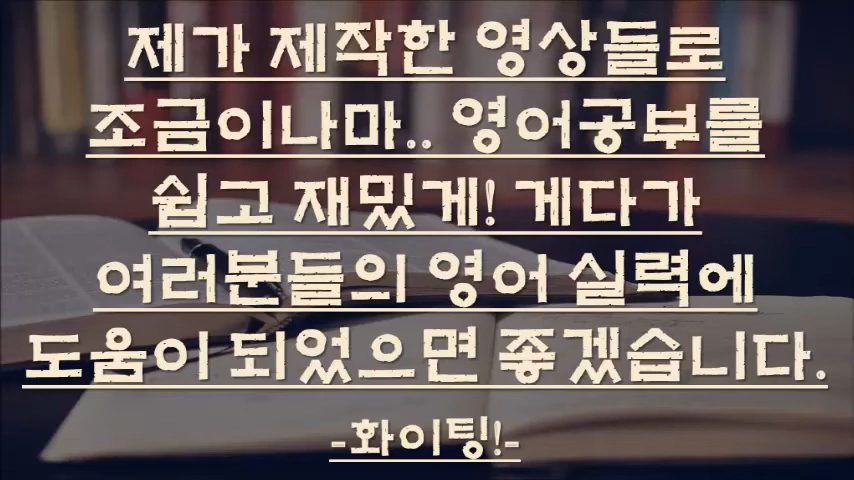 제가 제작한 영상들로
조금이나마.. 영어공부를
쉽고 재밌게! 게다가
여러분들의 영어 실력에
도움이 되었으면 좋겠습니다.
-화이팅!-